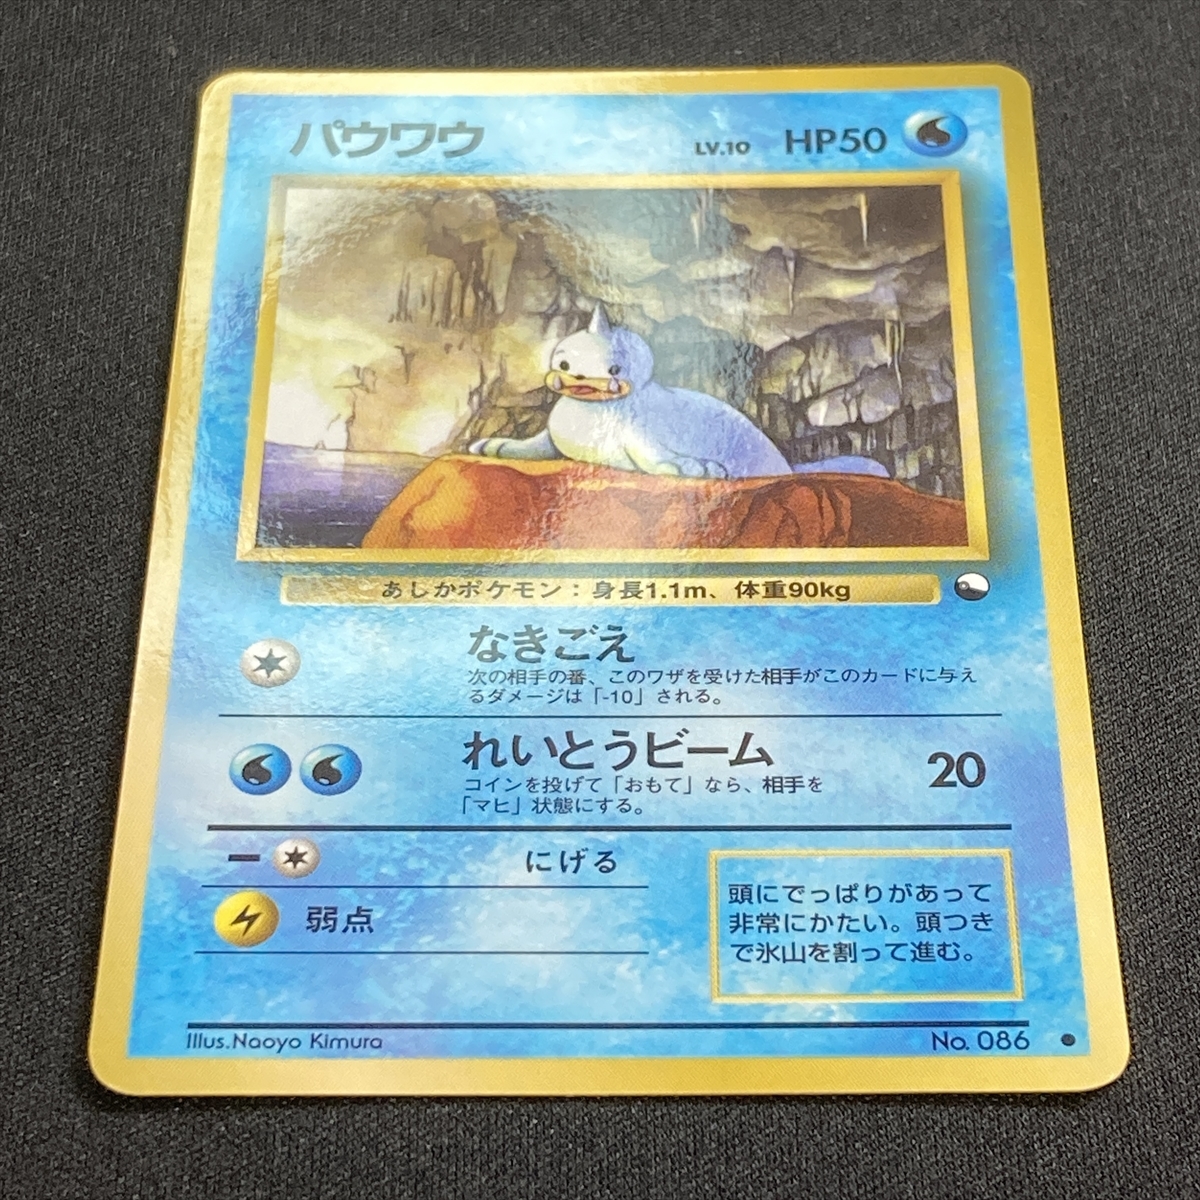 パウワウ LV.10 HP50
あしかポケモン：身長1.1m、体重90kg
なきごえ
次の相手の番、このワザを受けた相手がこのカードに与え
るダメージは「-10」される。
れいとうビーム 20
コインを投げて「おもて」なら、相手を
「マヒ」状態にする。
にげる
弱点
頭にでっぱりがあって
非常にかたい。頭つき
で氷山を割って進む。
Illus.Naoyo Kimura No. 086